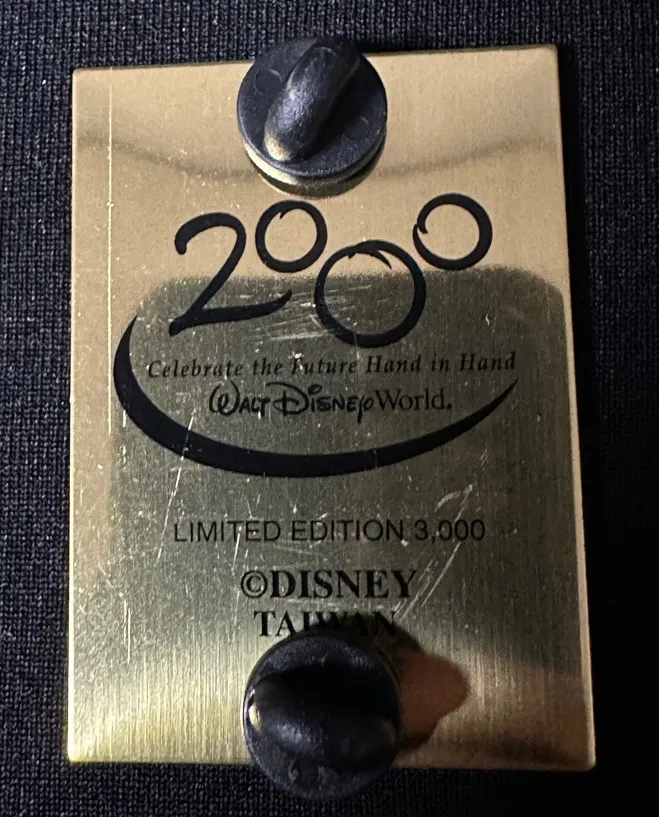 2000
Celebrate the Future Hand in Hand
Walt Disney World.
LIMITED EDITION 3,000
©DISNEY
TAIWAN